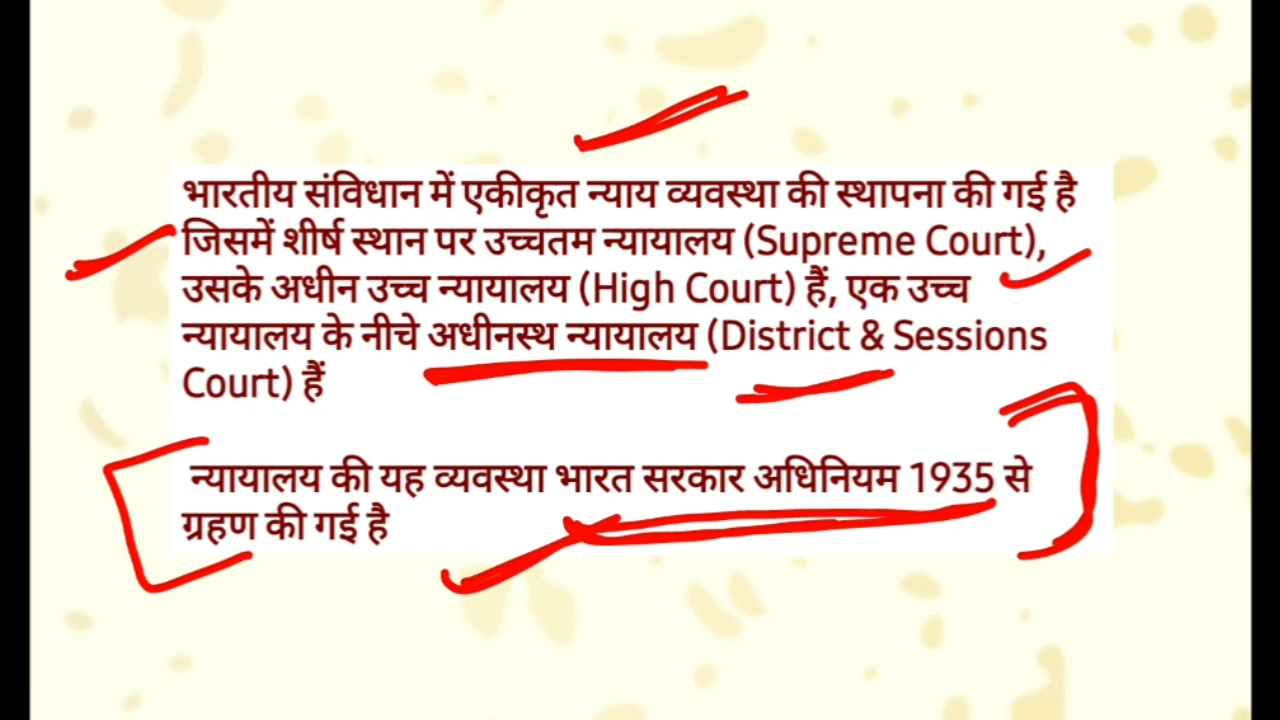 भारतीय संविधान में एकीकृत न्याय व्यवस्था की स्थापना की गई है
जिसमें शीर्ष स्थान पर उच्चतम न्यायालय (Supreme Court),
उसके अधीन उच्च न्यायालय (High Court) हैं, एक उच्च
न्यायालय के नीचे अधीनस्थ न्यायालय (District & Sessions
Court) हैं
न्यायालय की यह व्यवस्था भारत सरकार अधिनियम 1935 से
ग्रहण की गई है